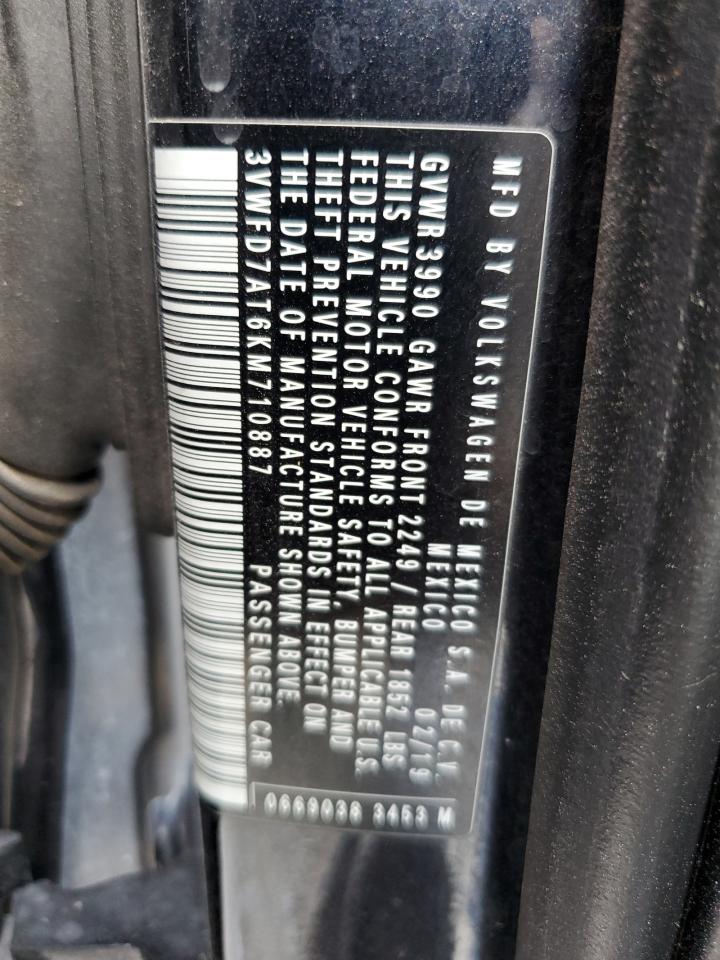 MFD BY VOLKSWAGEN DE MEXICO S.A. DE C.V.
MEXICO 02/19
GVWR 3990 GAWR FRONT 2249 / REAR 1852 LBS
THIS VEHICLE CONFORMS TO ALL APPLICABLE U.S.
FEDERAL MOTOR VEHICLE SAFETY, BUMPER AND
THEFT PREVENTION STANDARDS IN EFFECT ON
THE DATE OF MANUFACTURE SHOWN ABOVE.
3VWFD7AT6KM710887 PASSENGER CAR
0669038 3453 M